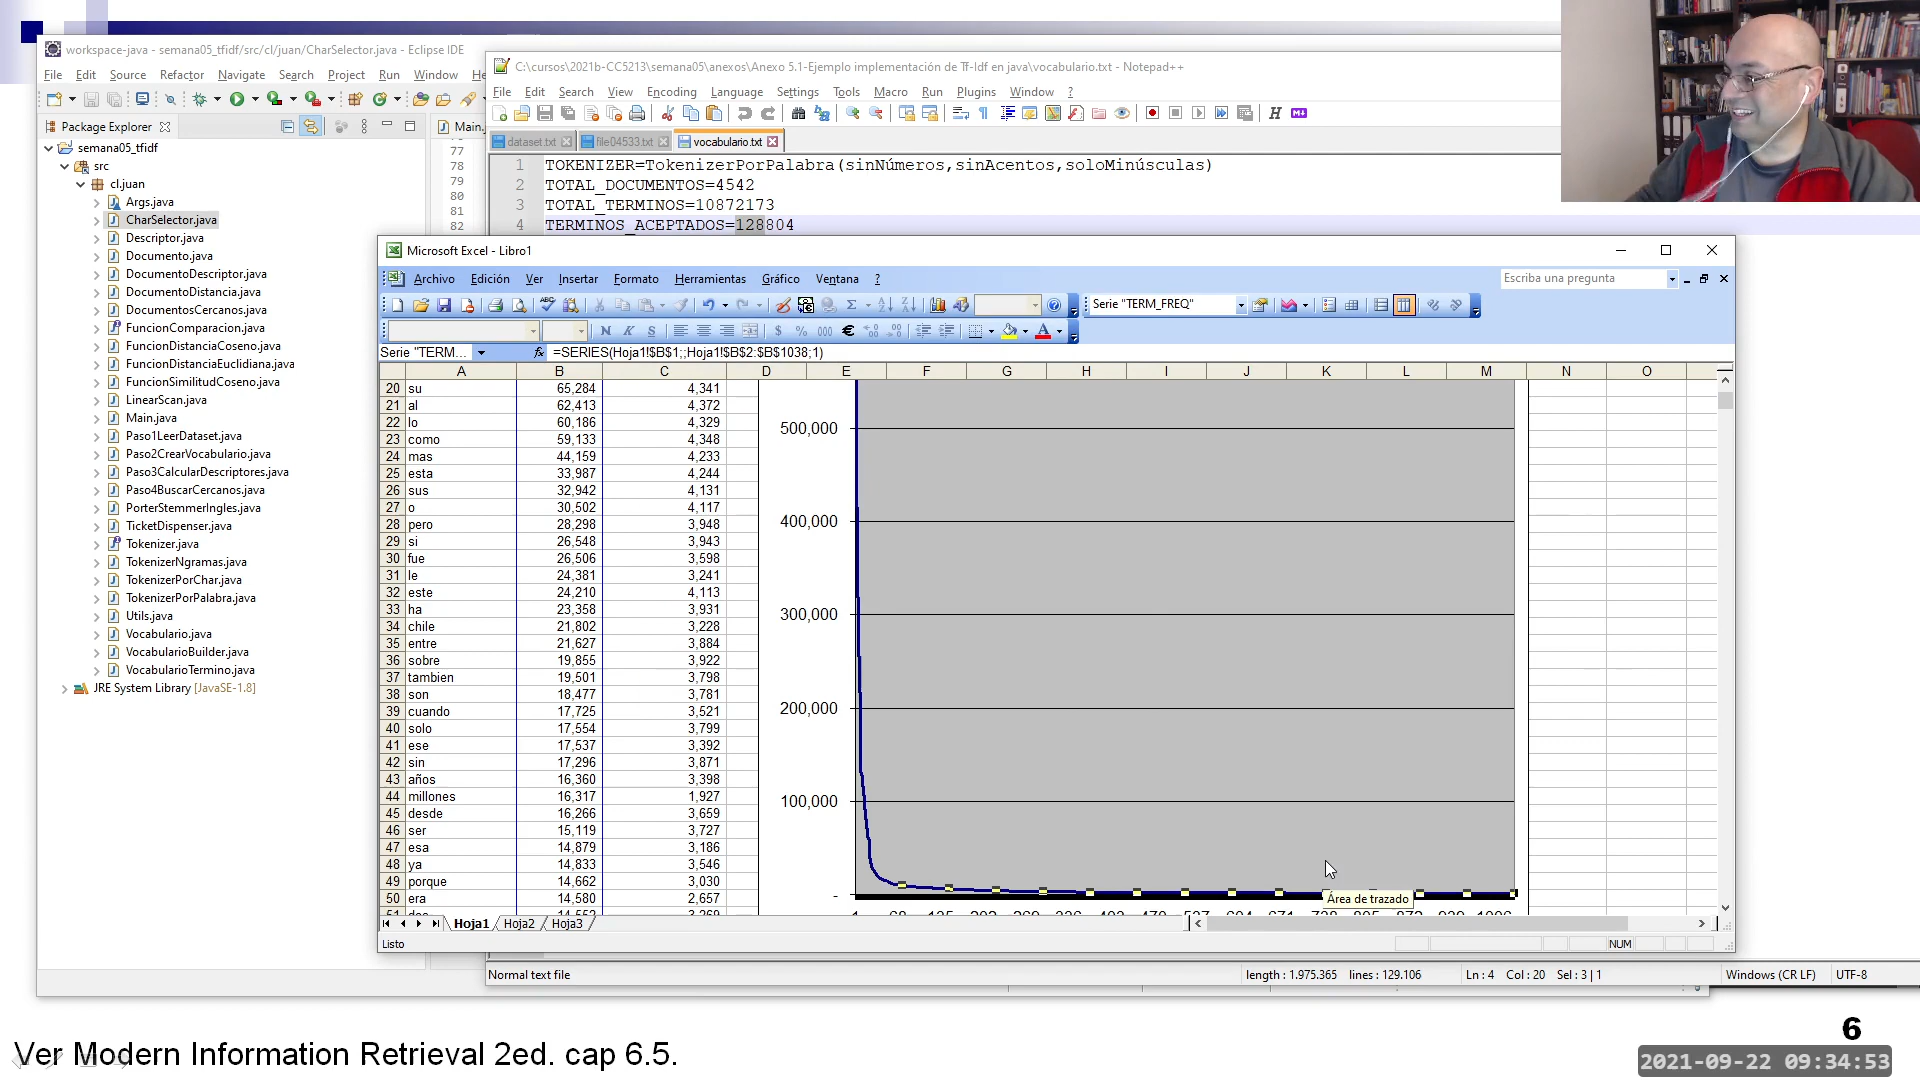 workspace-java - semana05_tfidf/src/cl/juan/CharSelector.java - Eclipse IDE
File Edit Source Refactor Navigate Search Project Run Window He
Package Explorer
Main.
semana05_tfidf
src
cl.juan
Args.java
CharSelector.java
Descriptor.java
Documento.java
DocumentoDescriptor.java
DocumentoDistancia.java
DocumentosCercanos.java
FuncionComparacion.java
FuncionDistanciaCoseno.java
FuncionDistanciaEuclidiana.java
FuncionSimilitudCoseno.java
LinearScan.java
Main.java
Paso1LeerDataset.java
Paso2CrearVocabulario.java
Paso3CalcularDescriptores.java
Paso4BuscarCercanos.java
PorterStemmerIngles.java
TicketDispenser.java
Tokenizer.java
TokenizerNgramas.java
TokenizerPorChar.java
TokenizerPorPalabra.java
Utils.java
Vocabulario.java
VocabularioBuilder.java
VocabularioTermino.java
JRE System Library [JavaSE-1.8]
77
78
79
80
81
82
C:\cursos\2021b-CC5213\semana05\anexos\Anexo 5.1-Ejemplo implementación de Tf-Idf en java\vocabulario.txt - Notepad++
File Edit Search View Encoding Language Settings Tools Macro Run Plugins Window ?
dataset.txt file04533.txt vocabulario.txt
1 TOKENIZER=TokenizerPorPalabra(sinNúmeros,sinAcentos,soloMinúsculas)
2 TOTAL_DOCUMENTOS=4542
3 TOTAL_TERMINOS=10872173
4 TERMINOS_ACEPTADOS=128804
Microsoft Excel - Libro1
Archivo Edición Ver Insertar Formato Herramientas Gráfico Ventana ? Escriba una pregunta
Serie "TERM_FREQ"
N K S $ % 000 €
Serie "TERM... fx =SERIES(Hoja1!$B$1;;Hoja1!$B$2:$B$1038;1)
A B C D E F G H I J K L M N O
20 su 65,284 4,341
21 al 62,413 4,372
22 lo 60,186 4,329
23 como 59,133 4,348
24 mas 44,159 4,233
25 esta 33,987 4,244
26 sus 32,942 4,131
27 o 30,502 4,117
28 pero 28,298 3,948
29 si 26,548 3,943
30 fue 26,506 3,598
31 le 24,381 3,241
32 este 24,210 4,113
33 ha 23,358 3,931
34 chile 21,802 3,228
35 entre 21,627 3,884
36 sobre 19,855 3,922
37 tambien 19,501 3,798
38 son 18,477 3,781
39 cuando 17,725 3,521
40 solo 17,554 3,799
41 ese 17,537 3,392
42 sin 17,296 3,871
43 años 16,360 3,398
44 millones 16,317 1,927
45 desde 16,266 3,659
46 ser 15,119 3,727
47 esa 14,879 3,186
48 ya 14,833 3,546
49 porque 14,662 3,030
50 era 14,580 2,657
500,000
400,000
300,000
200,000
100,000
-
Área de trazado
Hoja1 Hoja2 Hoja3
Listo NUM
Normal text file length : 1.975.365 lines : 129.106 Ln : 4 Col : 20 Sel : 3 | 1 Windows (CR LF) UTF-8
6
Ver Modern Information Retrieval 2ed. cap 6.5.
2021-09-22 09:34:53